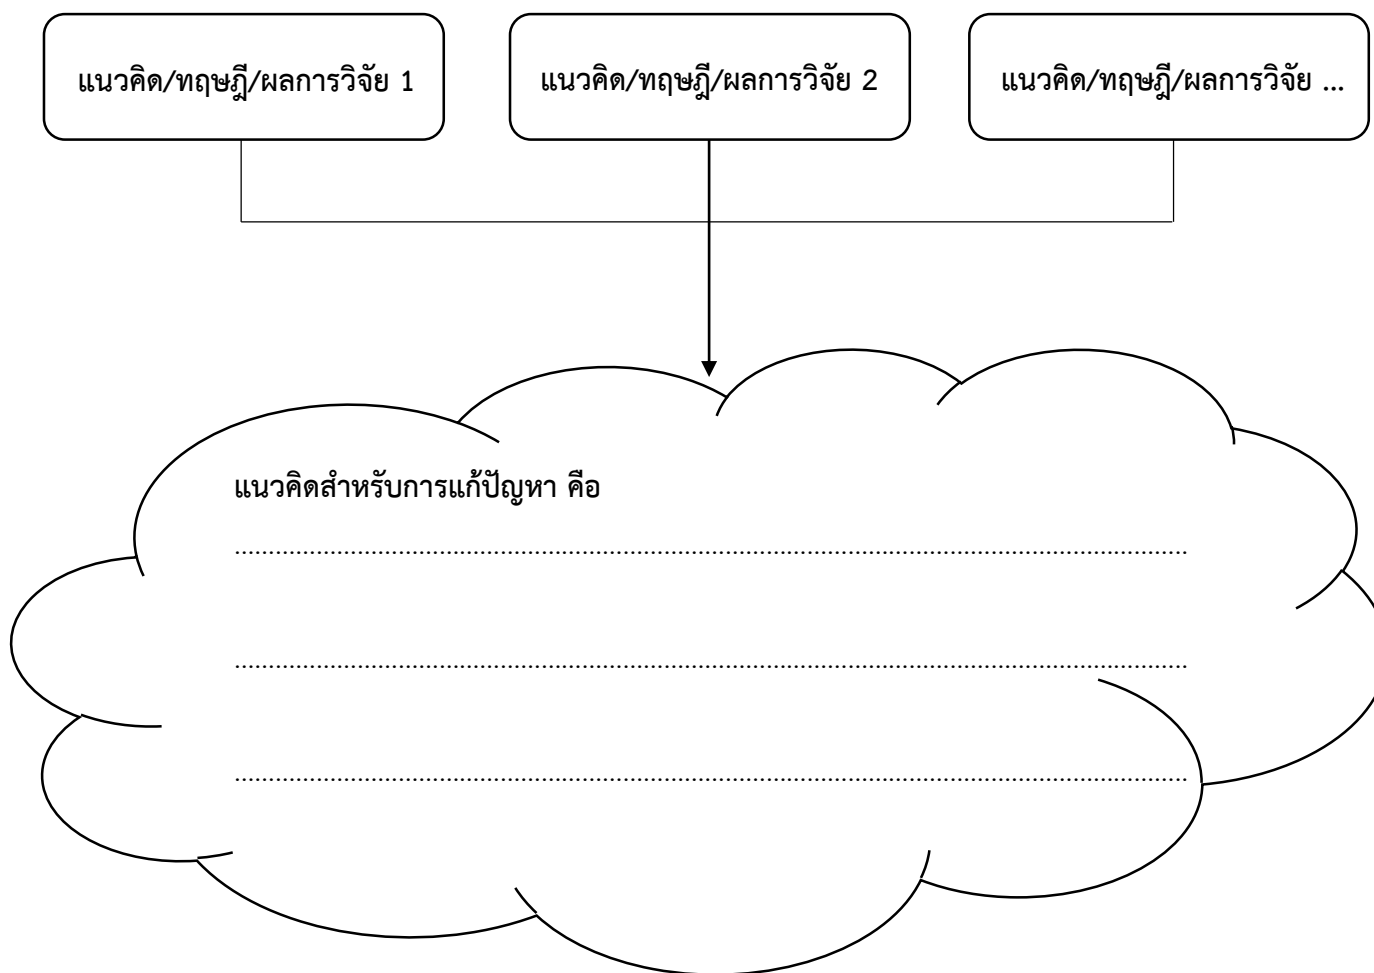 แนวคิด/ทฤษฎี/ผลการวิจัย 1
แนวคิด/ทฤษฎี/ผลการวิจัย 2
แนวคิด/ทฤษฎี/ผลการวิจัย ...
แนวคิดสำหรับการแก้ปัญหา คือ
............................................................................................................................................
............................................................................................................................................
............................................................................................................................................